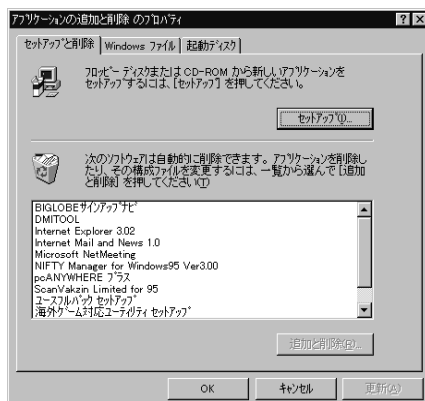 アプリケーションの追加と削除 のプロパティ
セットアップと削除 Windows ファイル 起動ディスク
フロッピー ディスクまたは CD-ROM から新しいアプリケーションを
セットアップするには、[セットアップ] を押してください。
セットアップ(I)...
次のソフトウェアは自動的に削除できます。アプリケーションを削除し
たり、その構成ファイルを変更するには、一覧から選んで [追加
と削除] を押してください(T)
BIGLOBEサインアップナビ
DMITOOL
Internet Explorer 3.02
Internet Mail and News 1.0
Microsoft NetMeeting
NIFTY Manager for Windows95 Ver3.00
pcANYWHERE プラス
ScanVakzin Limited for 95
ユースフルパック セットアップ
海外ゲーム対応ユーティリティ セットアップ
追加と削除(R)...
OK キャンセル 更新(A)